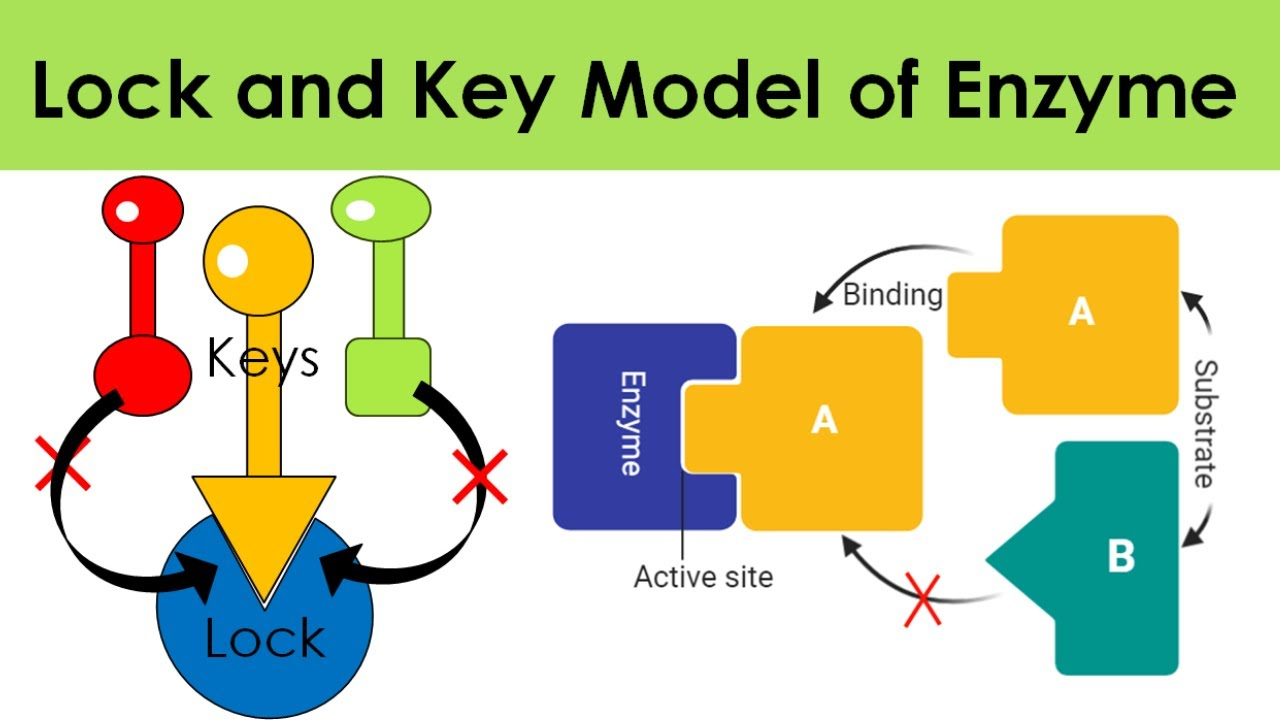 Lock and Key Model of Enzyme
Keys
Lock
Enzyme
A
Active site
Binding
A
Substrate
B